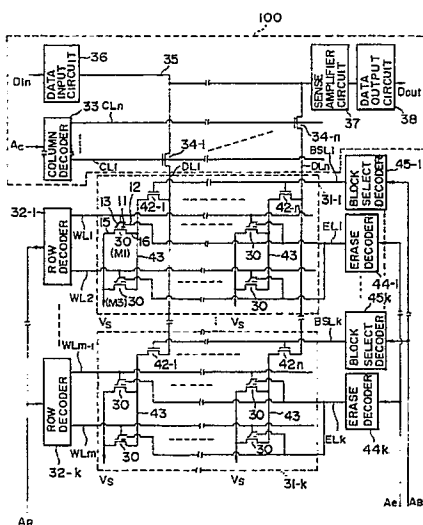 100
36
DATA INPUT CIRCUIT
35
Din
33
CLn
COLUMN DECODER
Ac
CL1
34-1
DL1
34-n
BSL1
DLn
SENSE AMPLIFIER CIRCUIT
37
DATA OUTPUT CIRCUIT
38
Dout
45-1
BLOCK SELECT DECODER
31-1
32-1
ROW DECODER
WL1
WL2
13
11
12
15
16
30
(M1)
42-1
42-n
43
30
43
(M3)
30
30
EL1
ERASE DECODER
44-1
Vs
Vs
45k
BLOCK SELECT DECODER
BSLk
WLm-1
42-1
42n
30
43
30
43
30
30
ROW DECODER
WLm
32-k
ERASE DECODER
44k
ELk
Vs
Vs
31-k
AR
Ae
AB